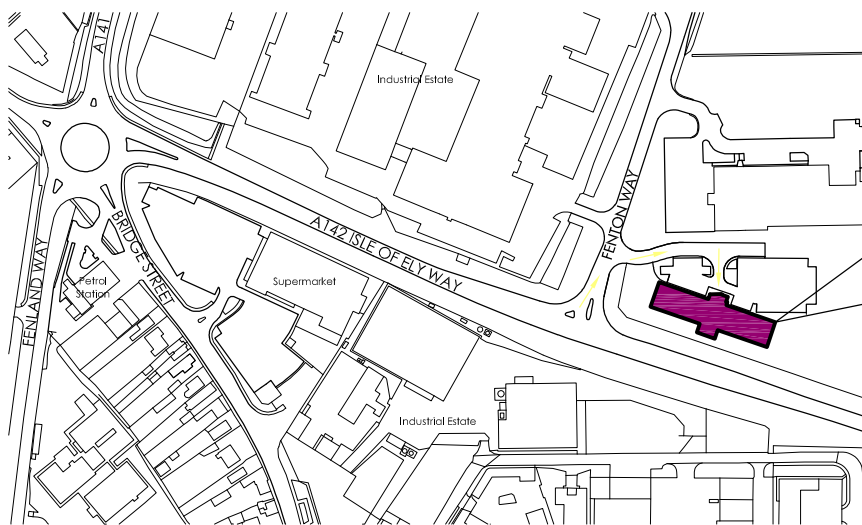 A141
Industrial Estate
FENTON WAY
A142 ISLE OF ELY WAY
BRIDGE STREET
FENLAND WAY
Petrol
Station
Supermarket
Industrial Estate